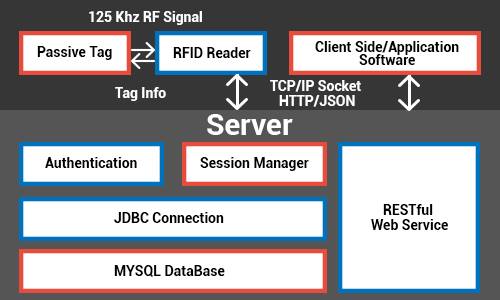 125 Khz RF Signal
Passive Tag
RFID Reader
Client Side/Application
Software
Tag Info
TCP/IP Socket
HTTP/JSON
Server
Authentication
Session Manager
RESTful
Web Service
JDBC Connection
MYSQL DataBase